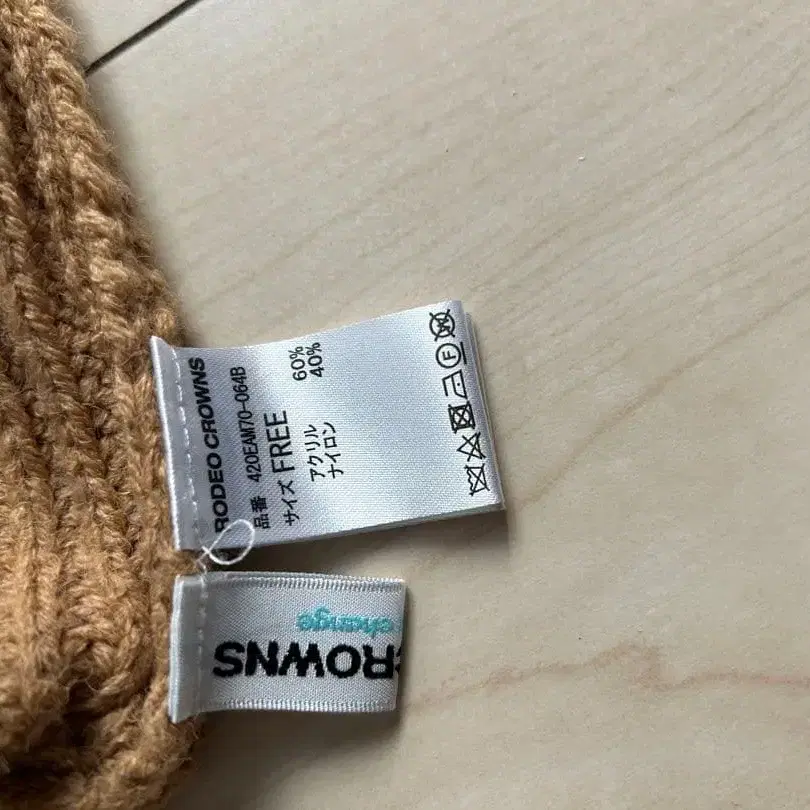 RODEO CROWNS
品番 420EAM70-064B
サイズ FREE
アクリル 60%
ナイロン 40%
F
change
CROWNS